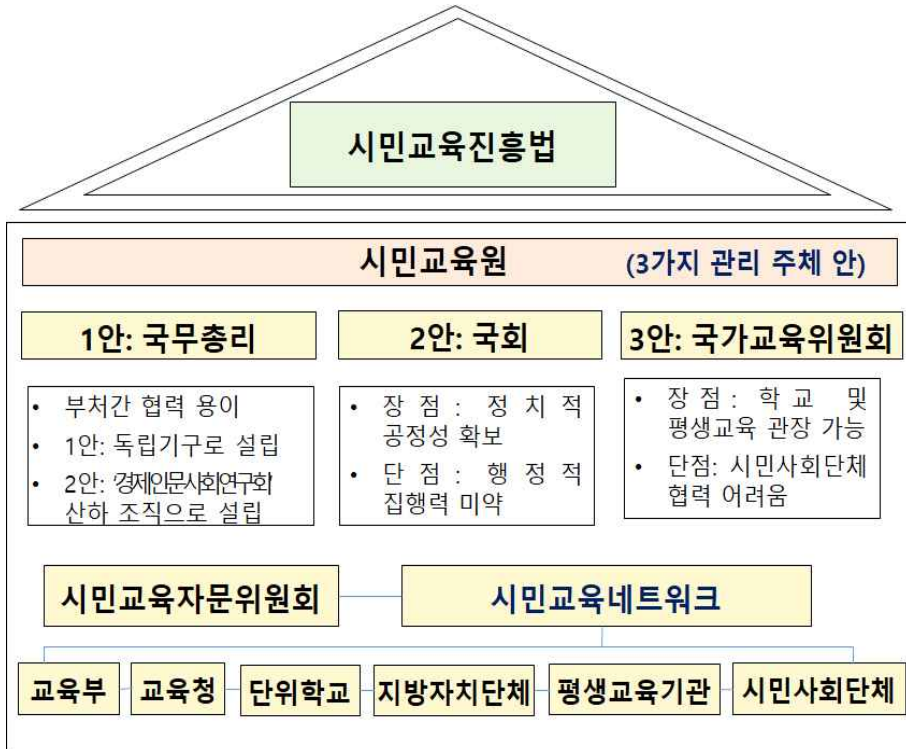 시민교육진흥법
시민교육원 (3가지 관리 주체 안)
1안: 국무총리
2안: 국회
3안: 국가교육위원회
• 부처간 협력 용이
• 1안: 독립기구로 설립
• 2안: ‘경제인문사회연구회’
산하 조직으로 설립
• 장점: 정치적
공정성 확보
• 단점: 행정적
집행력 미약
• 장점: 학교 및
평생교육 관장 가능
• 단점: 시민사회단체
협력 어려움
시민교육자문위원회
시민교육네트워크
교육부
교육청
단위학교
지방자치단체
평생교육기관
시민사회단체